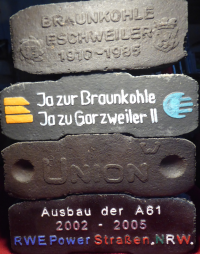 BRAUNKOHLE
ESCHWEILER
1910-1985
Ja zur Braunkohle
Ja zu Garzweiler II
UNION
Ausbau der A61
2002 - 2005
RWE Power Straßen.NRW.